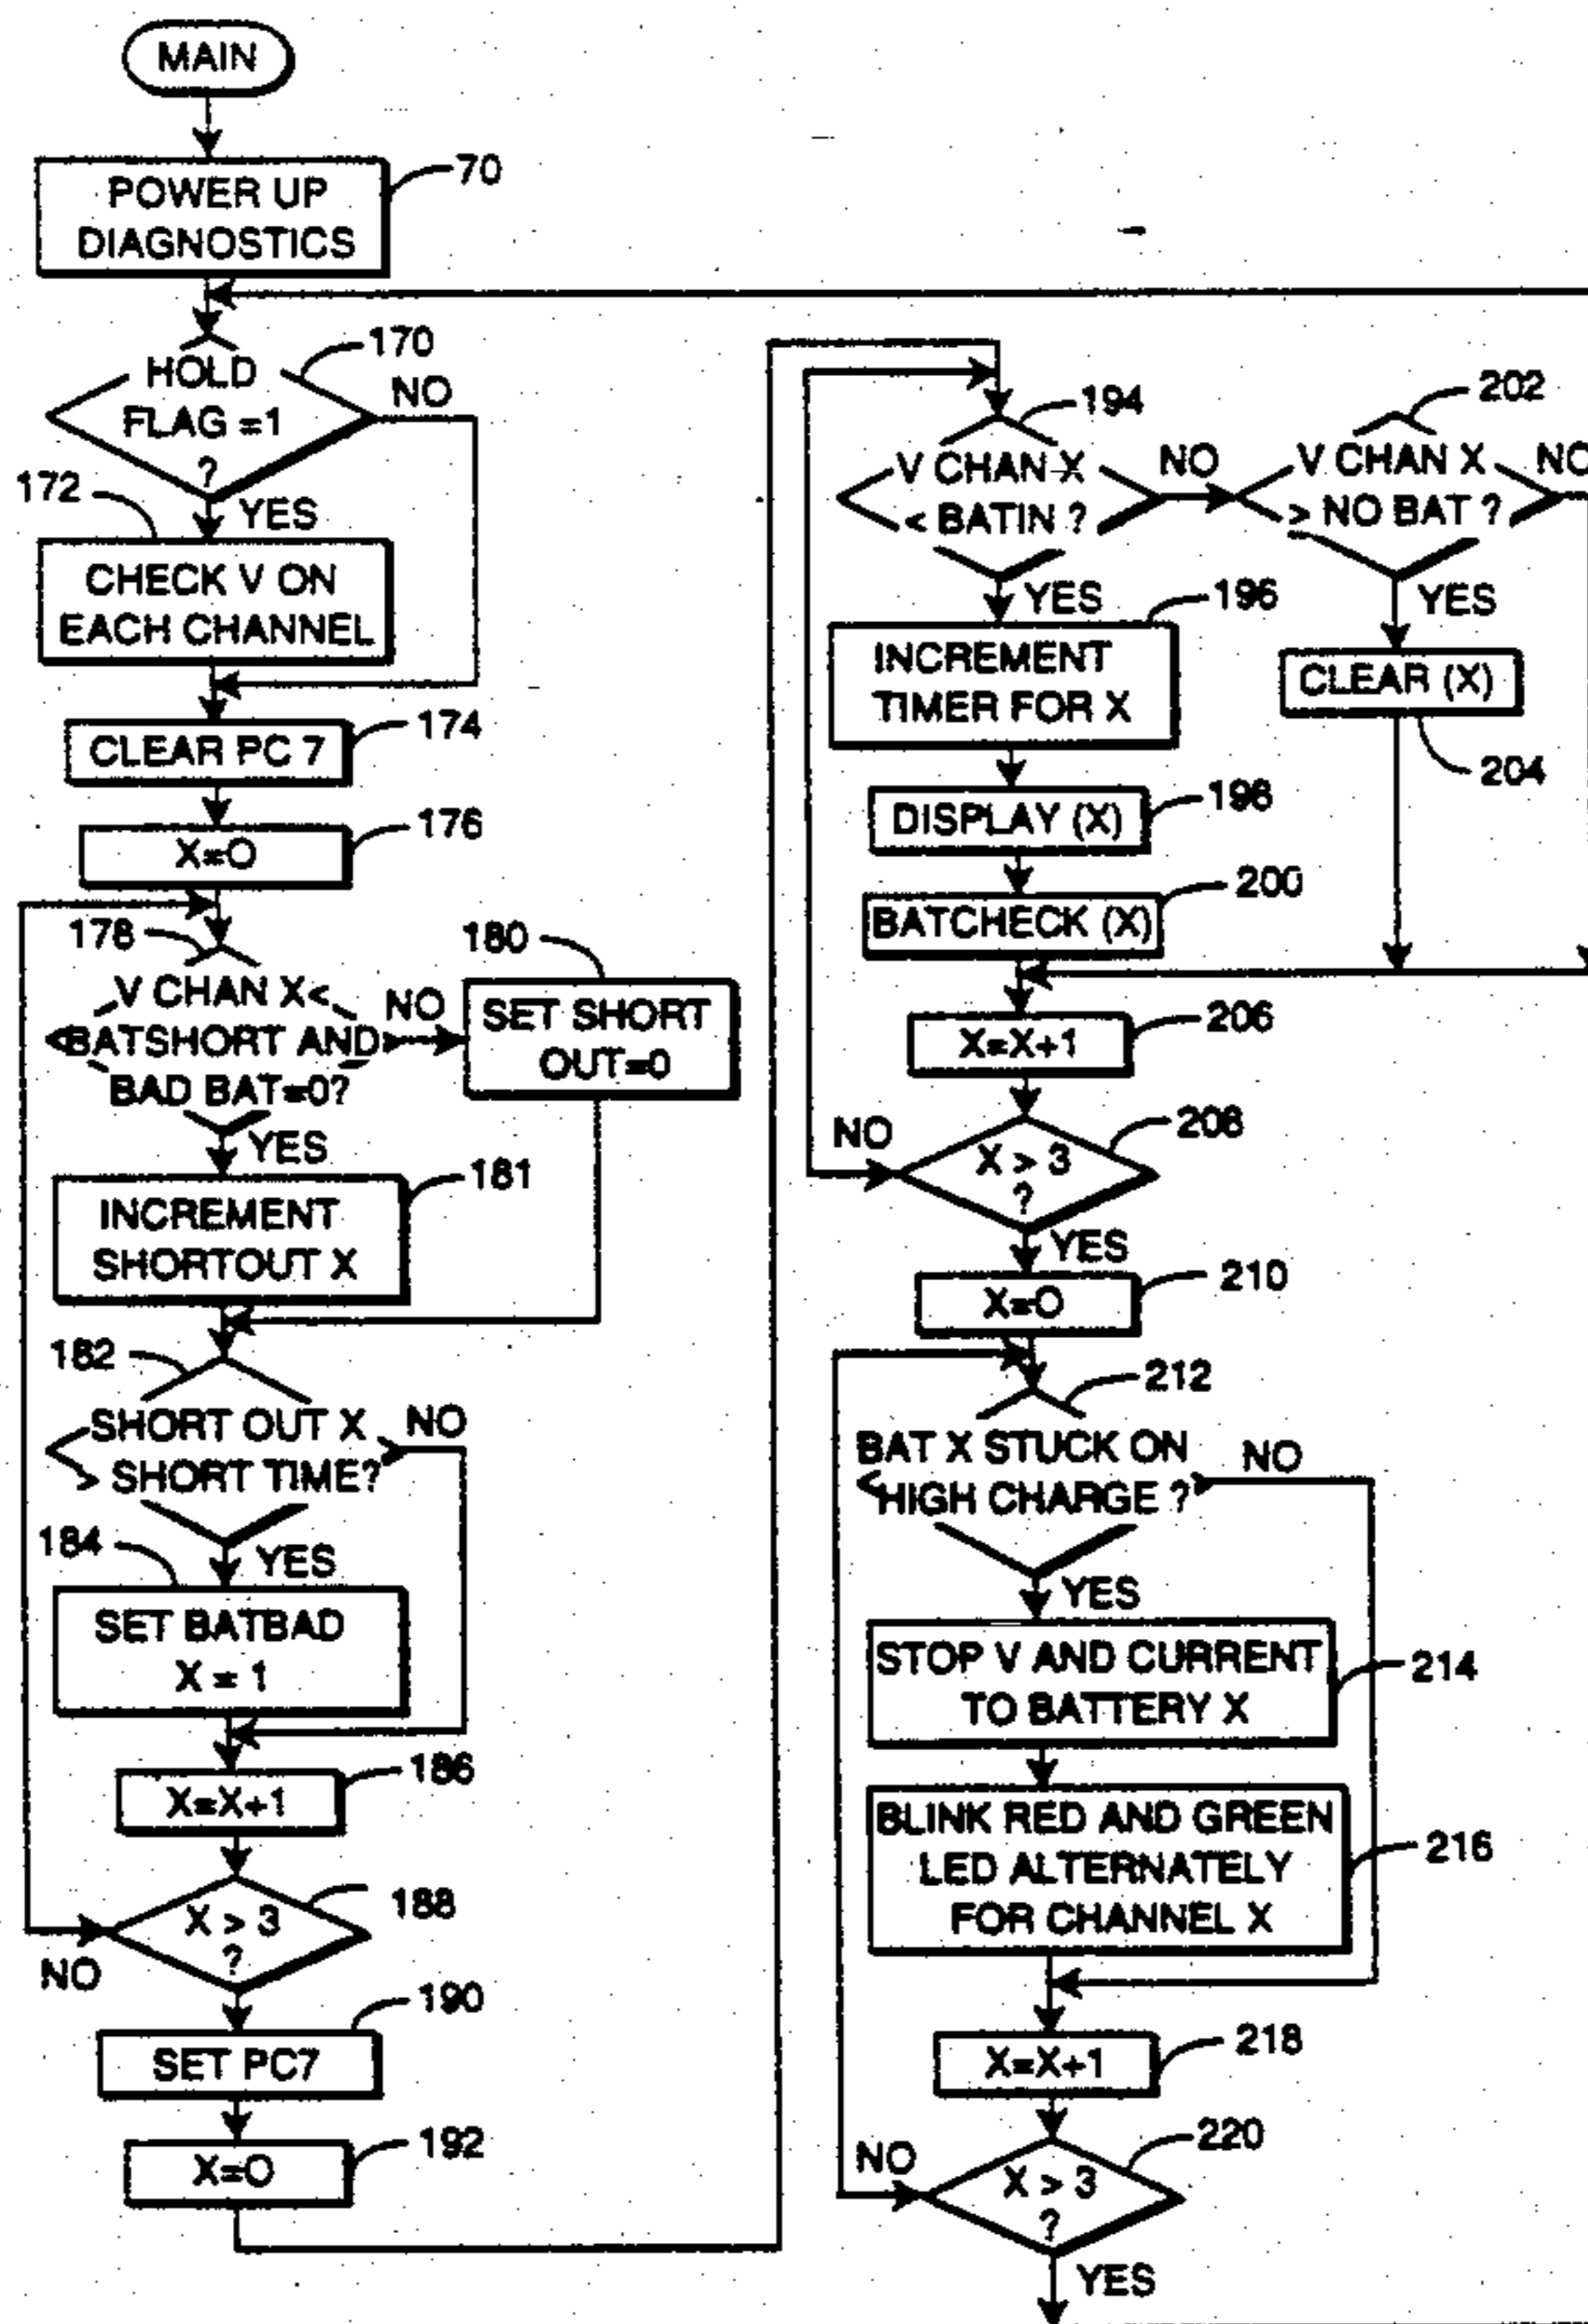 MAIN
POWER UP
DIAGNOSTICS
70
HOLD
FLAG =1
?
170
NO
YES
172
CHECK V ON
EACH CHANNEL
CLEAR PC 7
174
X=0
176
178
V CHAN X<
BATSHORT AND
BAD BAT=0?
NO
180
SET SHORT
OUT=0
YES
INCREMENT
SHORTOUT X
181
182
SHORT OUT X
> SHORT TIME?
NO
YES
184
SET BATBAD
X = 1
X=X+1
186
X > 3
?
188
NO
190
SET PC7
X=0
192
194
V CHAN X
< BATIN ?
NO
202
V CHAN X
> NO BAT ?
NO
YES
196
INCREMENT
TIMER FOR X
YES
CLEAR (X)
204
DISPLAY (X)
198
BATCHECK (X)
200
X=X+1
206
X > 3
?
208
NO
YES
X=0
210
212
BAT X STUCK ON
HIGH CHARGE ?
NO
YES
STOP V AND CURRENT
TO BATTERY X
214
BLINK RED AND GREEN
LED ALTERNATELY
FOR CHANNEL X
216
X=X+1
218
X > 3
?
220
NO
YES